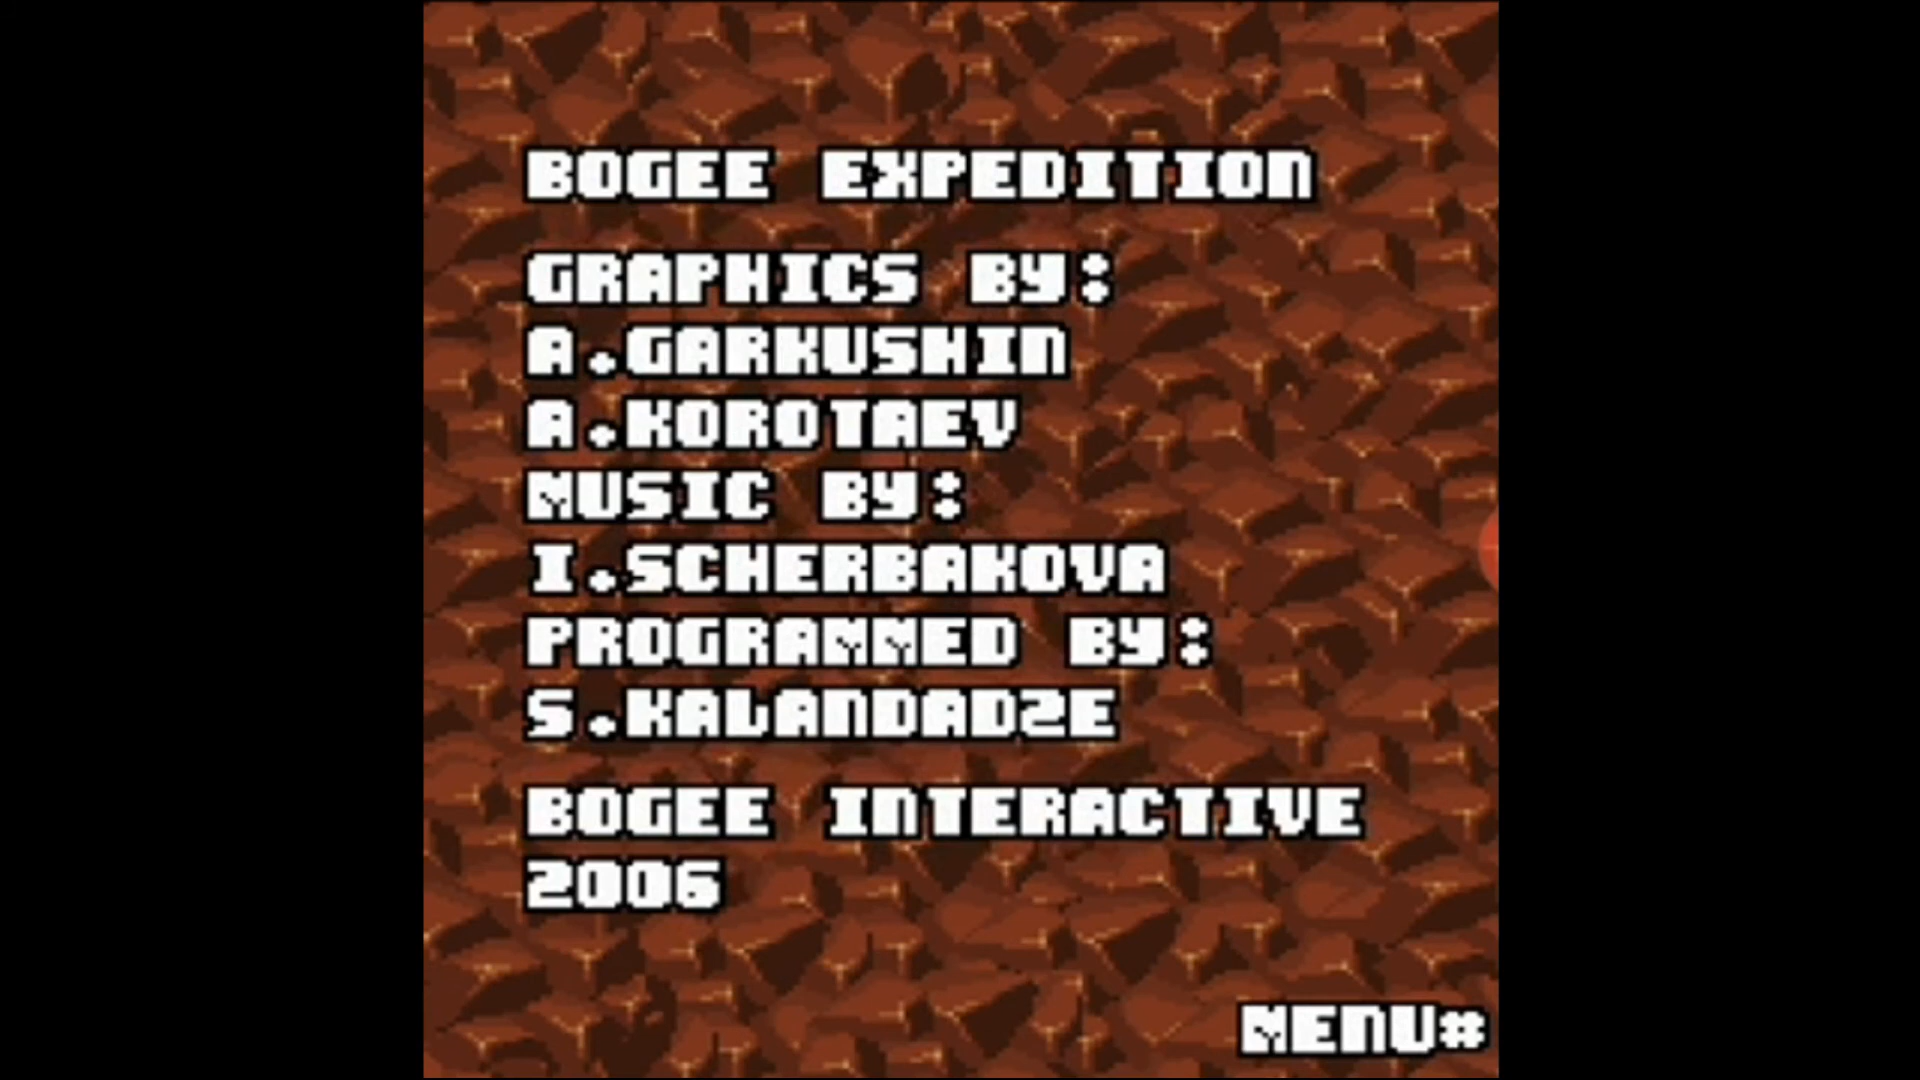 BOGEE EXPEDITION
GRAPHICS BY:
A.GARKUSHIN
A.KOROTAEV
MUSIC BY:
I.SCHERBAKOVA
PROGRAMMED BY:
S.KALANDADZE
BOGEE INTERACTIVE
2006
MENU#